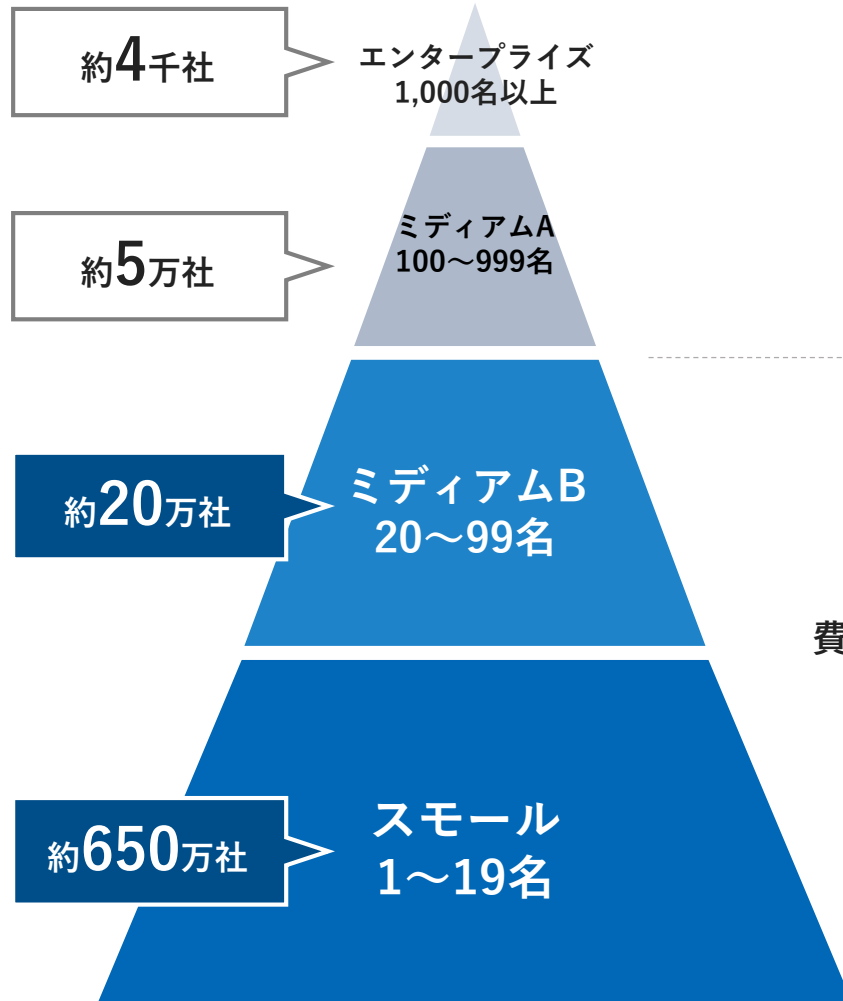 約4千社
エンタープライズ
1,000名以上
約5万社
ミディアムA
100～999名
約20万社
ミディアムB
20～99名
費
約650万社
スモール
1～19名